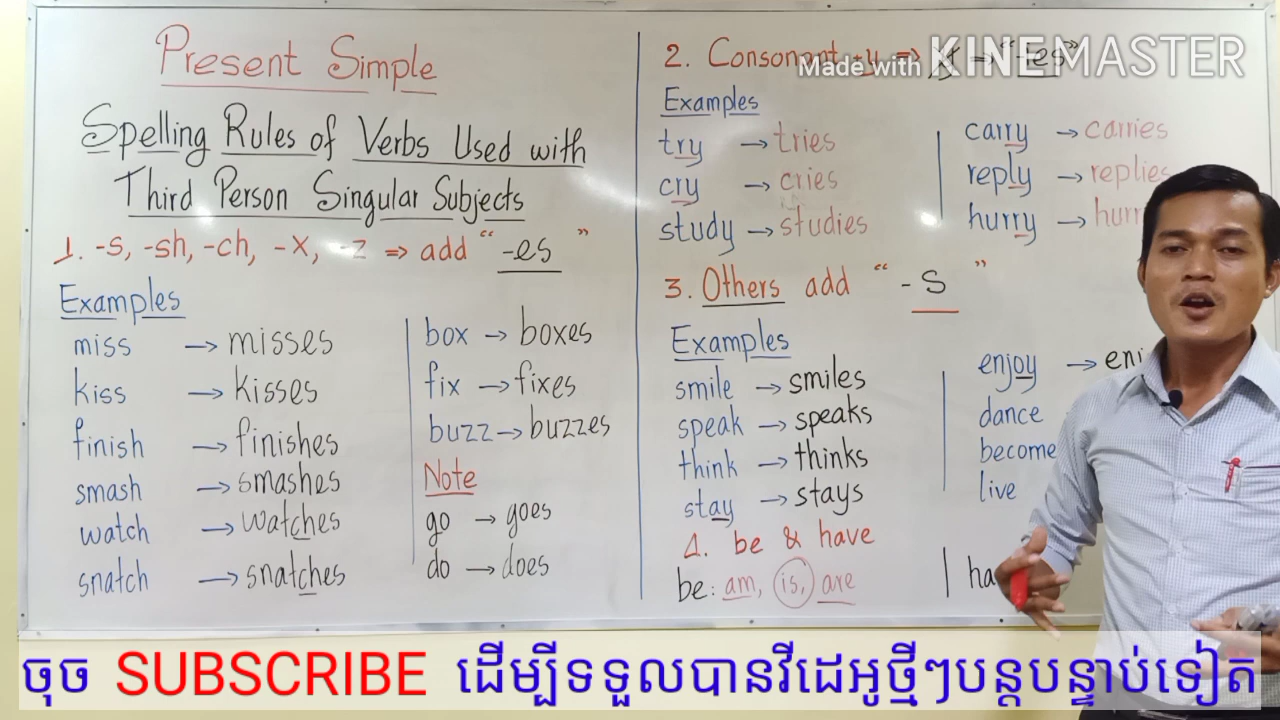 Present Simple
Spelling Rules of Verbs Used with
Third Person Singular Subjects
1. -s, -sh, -ch, -x, -z => add "-es"
Examples
miss → misses
kiss → kisses
finish → finishes
smash → smashes
watch → watches
snatch → snatches
box → boxes
fix → fixes
buzz → buzzes
Note
go → goes
do → does
2. Consonant + y => y → "-ies"
Made with KINEMASTER
Examples
try → tries
cry → cries
study → studies
carry → carries
reply → replies
hurry → hurr
3. Others add "-s"
Examples
smile → smiles
speak → speaks
think → thinks
stay → stays
enjoy → enj
dance
become
live
4. be & have
be: am, is, are
ha
ចុច SUBSCRIBE ដើម្បីទទួលបានវីដេអូថ្មីៗបន្តបន្ទាប់ទៀត